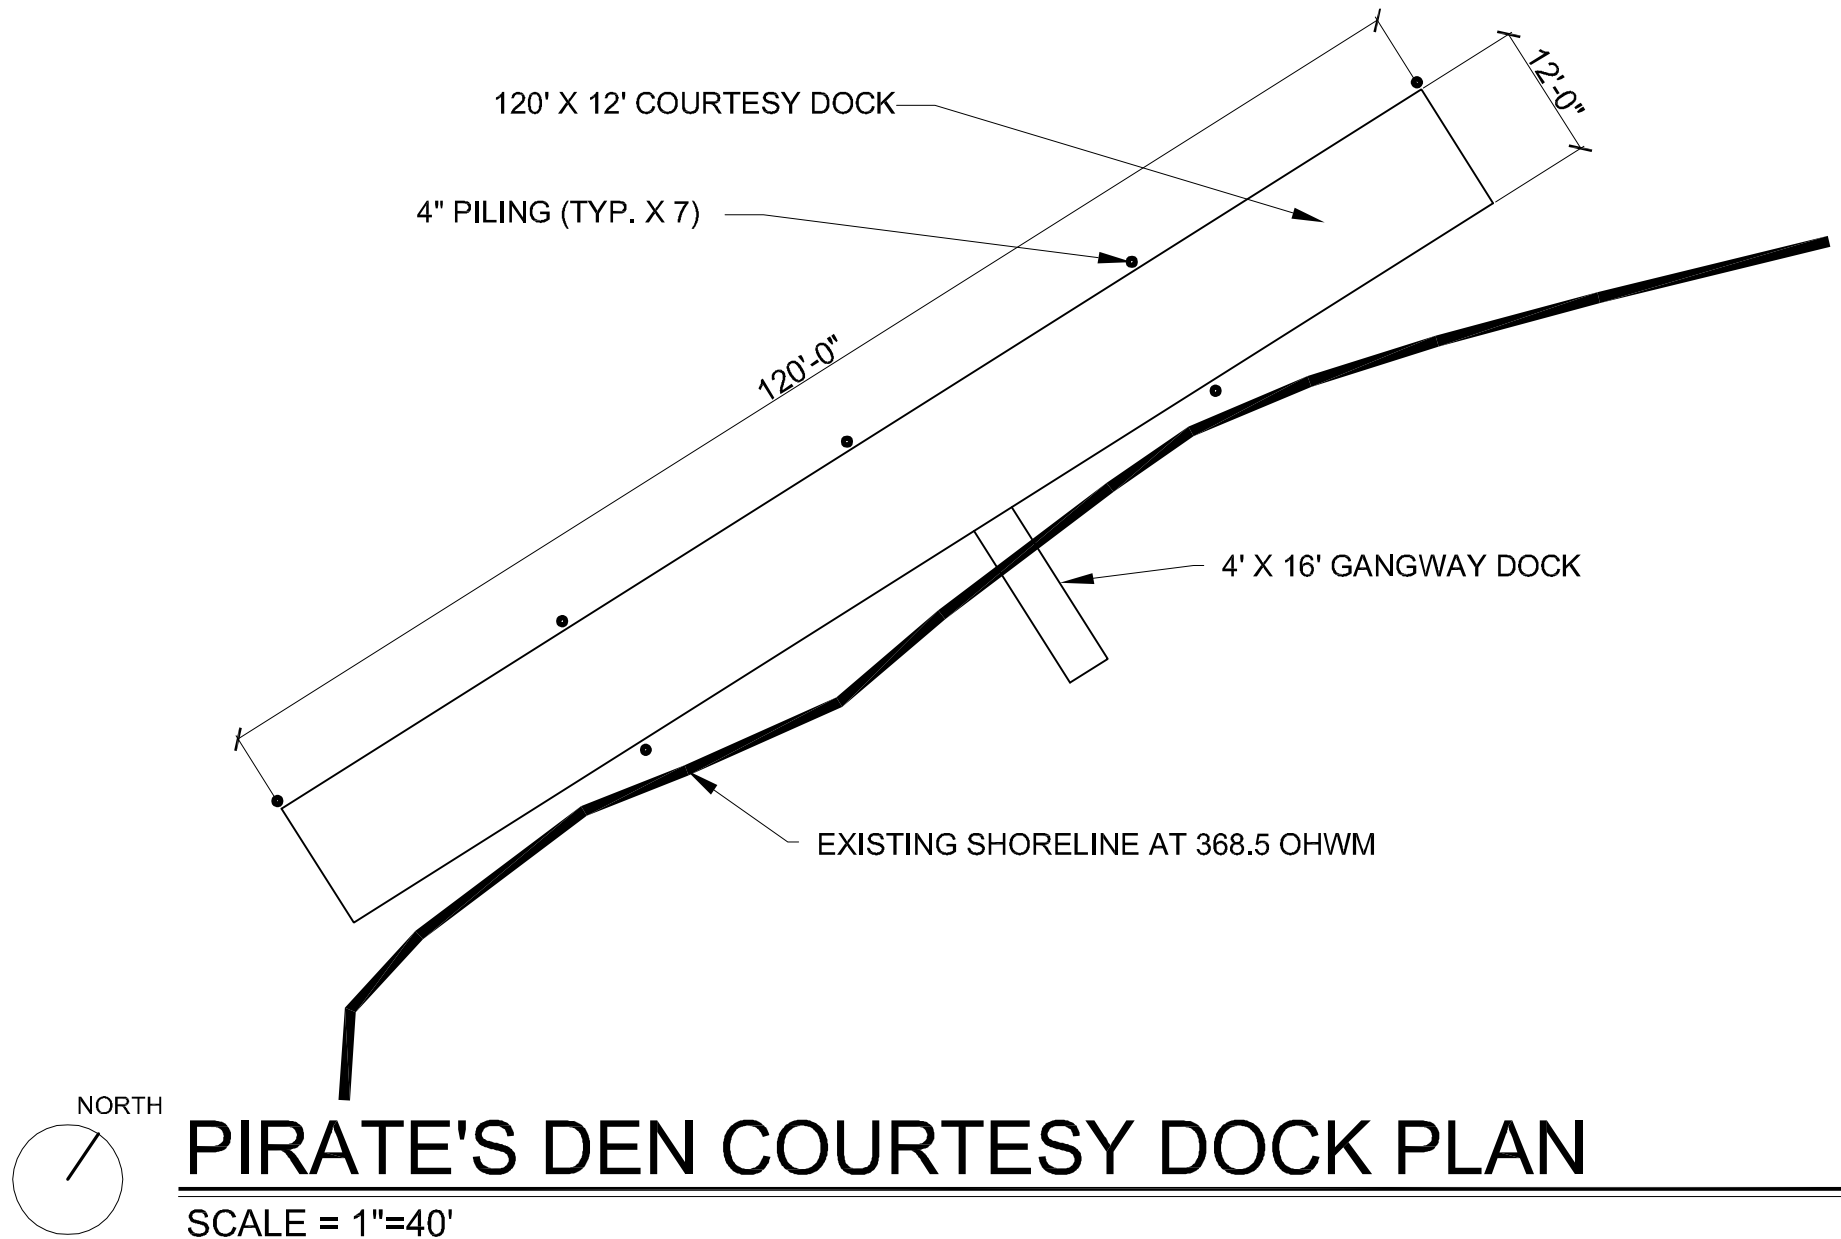 120' X 12' COURTESY DOCK
12'-0"
4" PILING (TYP. X 7)
120'-0"
4' X 16' GANGWAY DOCK
EXISTING SHORELINE AT 368.5 OHWM
NORTH
PIRATE'S DEN COURTESY DOCK PLAN
SCALE = 1"=40'